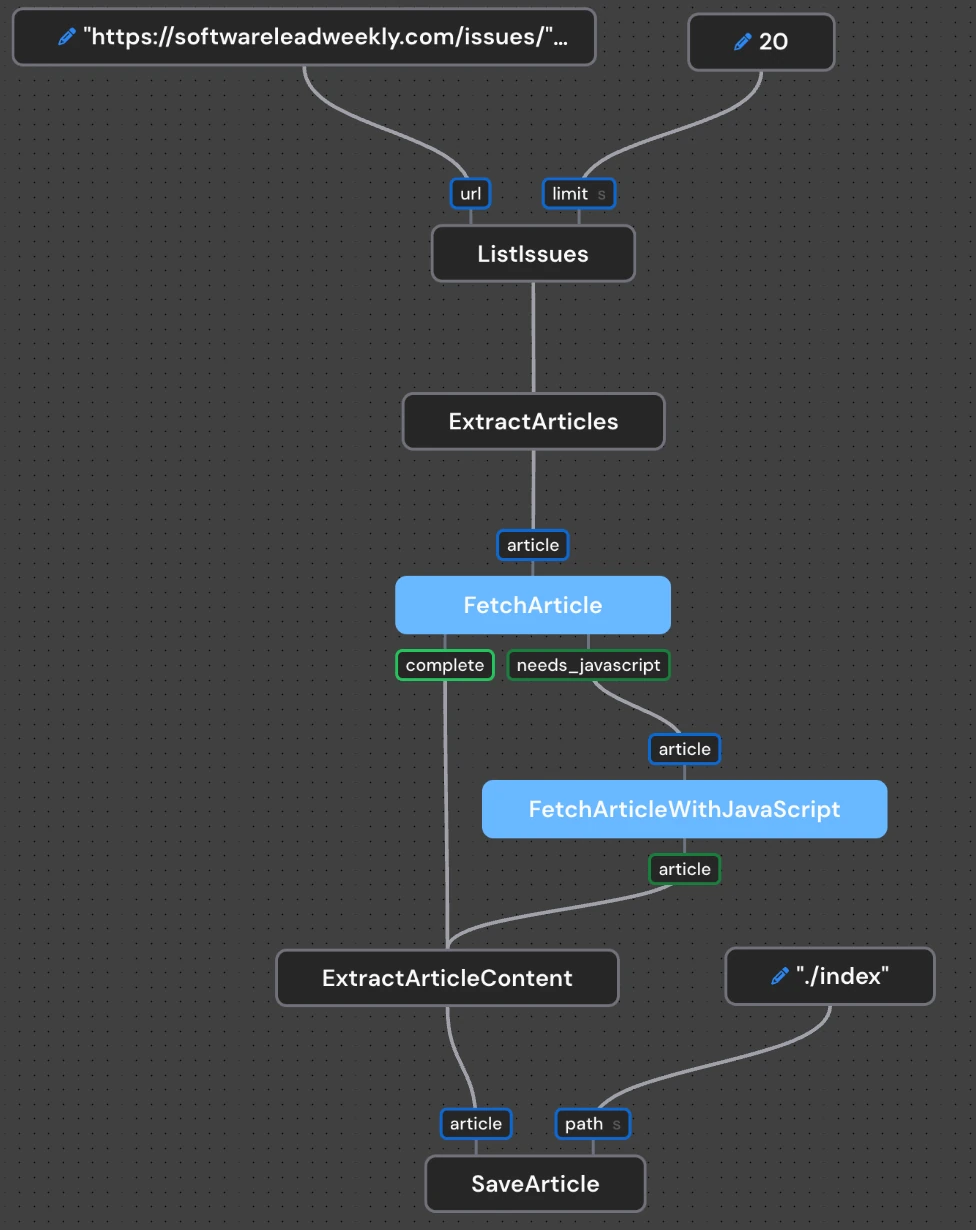 "https://softwareleadweekly.com/issues/"...
20
url
limit s
ListIssues
ExtractArticles
article
FetchArticle
complete
needs_javascript
article
FetchArticleWithJavaScript
article
ExtractArticleContent
"./index"
article
path s
SaveArticle